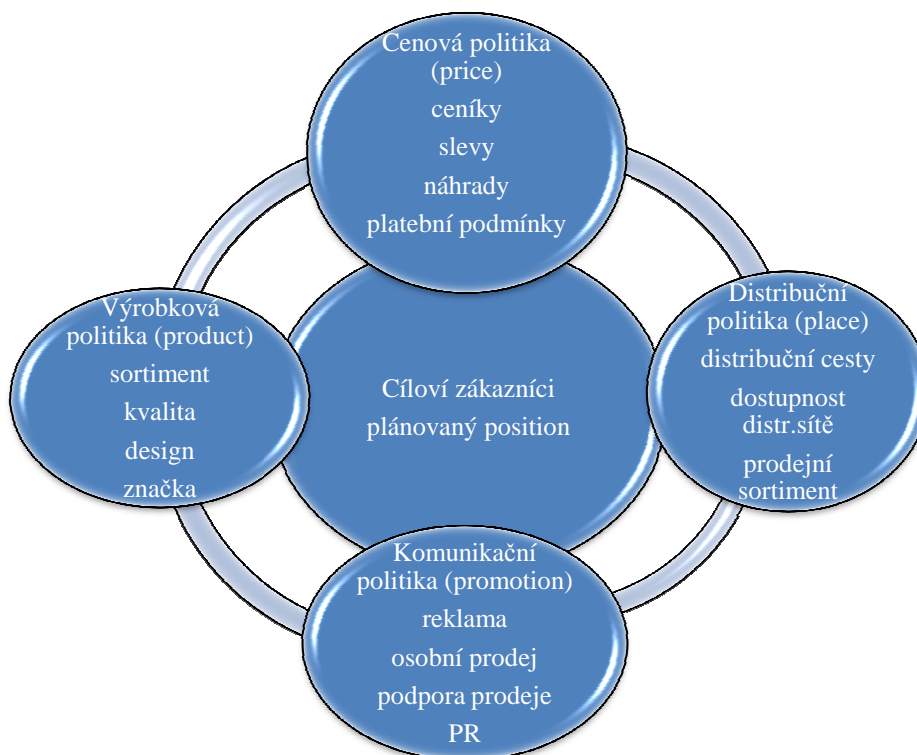 Cenová politika
(price)
ceníky
slevy
náhrady
platební podmínky
Výrobková
politika (product)
sortiment
kvalita
design
značka
Cíloví zákazníci
plánovaný position
Distribuční
politika (place)
distribuční cesty
dostupnost
distr.sítě
prodejní
sortiment
Komunikační
politika (promotion)
reklama
osobní prodej
podpora prodeje
PR